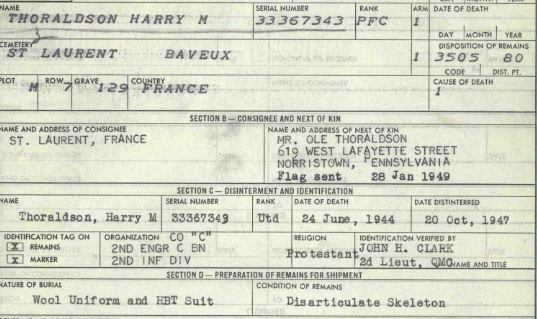 NAME SERIAL NUMBER RANK ARM DATE OF DEATH
THORALDSON HARRY M 33367343 PFC 1
DAY MONTH YEAR
CEMETERY DISPOSITION OF REMAINS
ST LAURENT BAVEUX 1 3505 80
CODE DIST. PT.
PLOT ROW GRAVE COUNTRY CAUSE OF DEATH
M 7 129 FRANCE 1
SECTION B — CONSIGNEE AND NEXT OF KIN
NAME AND ADDRESS OF CONSIGNEE NAME AND ADDRESS OF NEXT OF KIN
ST. LAURENT, FRANCE MR. OLE THORALDSON
619 WEST LAFAYETTE STREET
NORRISTOWN, PENNSYLVANIA
Flag sent 28 Jan 1949
SECTION C — DISINTERMENT AND IDENTIFICATION
NAME SERIAL NUMBER RANK DATE OF DEATH DATE DISTINTERRED
Thoraldson, Harry M 33367343 Utd 24 June, 1944 20 Oct, 1947
IDENTIFICATION TAG ON ORGANIZATION CO "C" RELIGION IDENTIFICATION VERIFIED BY
X REMAINS 2ND ENGR C BN Protestant JOHN H. CLARK
X MARKER 2ND INF DIV 2d Lieut, QMC NAME AND TITLE
SECTION D — PREPARATION OF REMAINS FOR SHIPMENT
NATURE OF BURIAL CONDITION OF REMAINS
Wool Uniform and HBT Suit Disarticulate Skeleton